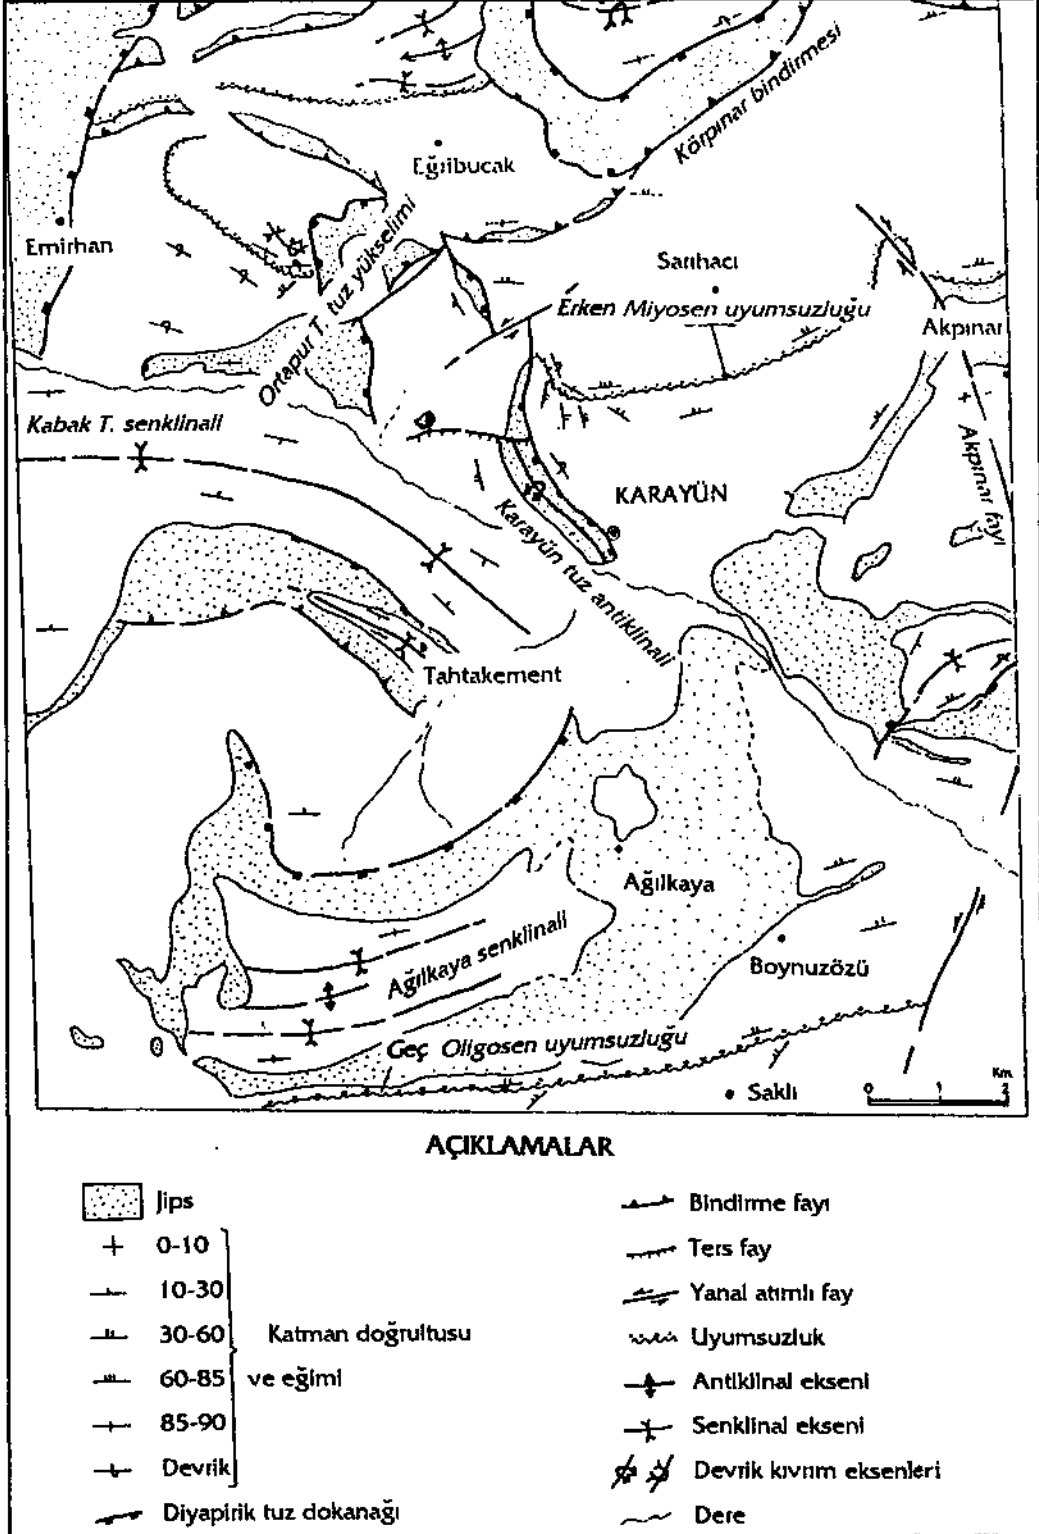 Körpınar bindirmesi
Eğribucak
Emirhan
Ortapur T. tuz yükselimi
Sarıhacı
Erken Miyosen uyumsuzluğu
Akpınar
Kabak T. senklinali
Akpınar fayı
KARAYÜN
Karayün tuz antiklinali
Tahtakement
Ağılkaya
Ağılkaya senklinali
Boynuzözü
Geç Oligosen uyumsuzluğu
Saklı
Km.
0 1 2
AÇIKLAMALAR
Jips
0-10
10-30
30-60
60-85
85-90
Devrik
Katman doğrultusu
ve eğimi
Diyapirik tuz dokanağı
Bindirme fayı
Ters fay
Yanal atımlı fay
Uyumsuzluk
Antiklinal ekseni
Senklinal ekseni
Devrik kıvrım eksenleri
Dere